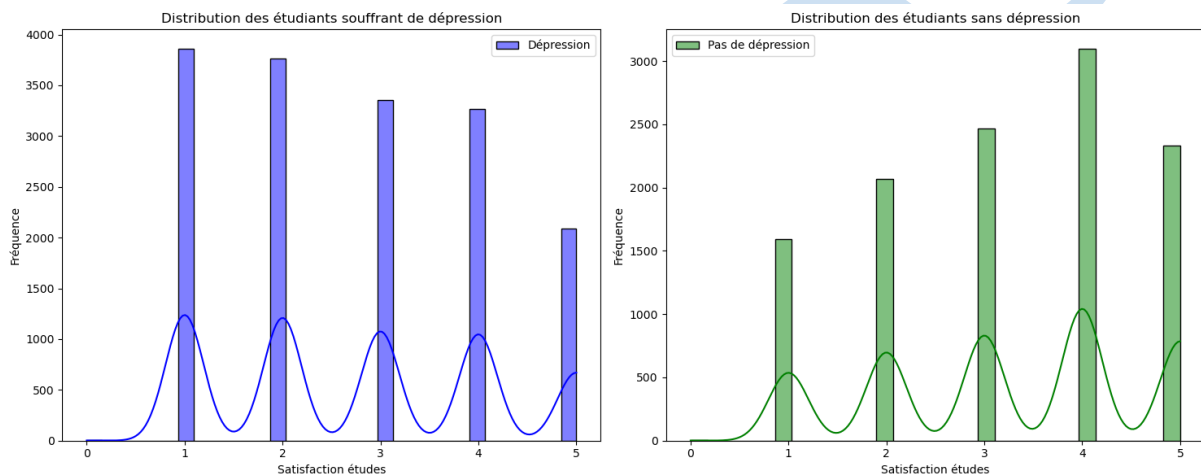 Distribution des étudiants souffrant de dépression
Dépression
4000
3500
3000
2500
2000
1500
1000
500
0
Fréquence
0 1 2 3 4 5
Satisfaction études
Distribution des étudiants sans dépression
Pas de dépression
3000
2500
2000
1500
1000
500
0
Fréquence
0 1 2 3 4 5
Satisfaction études